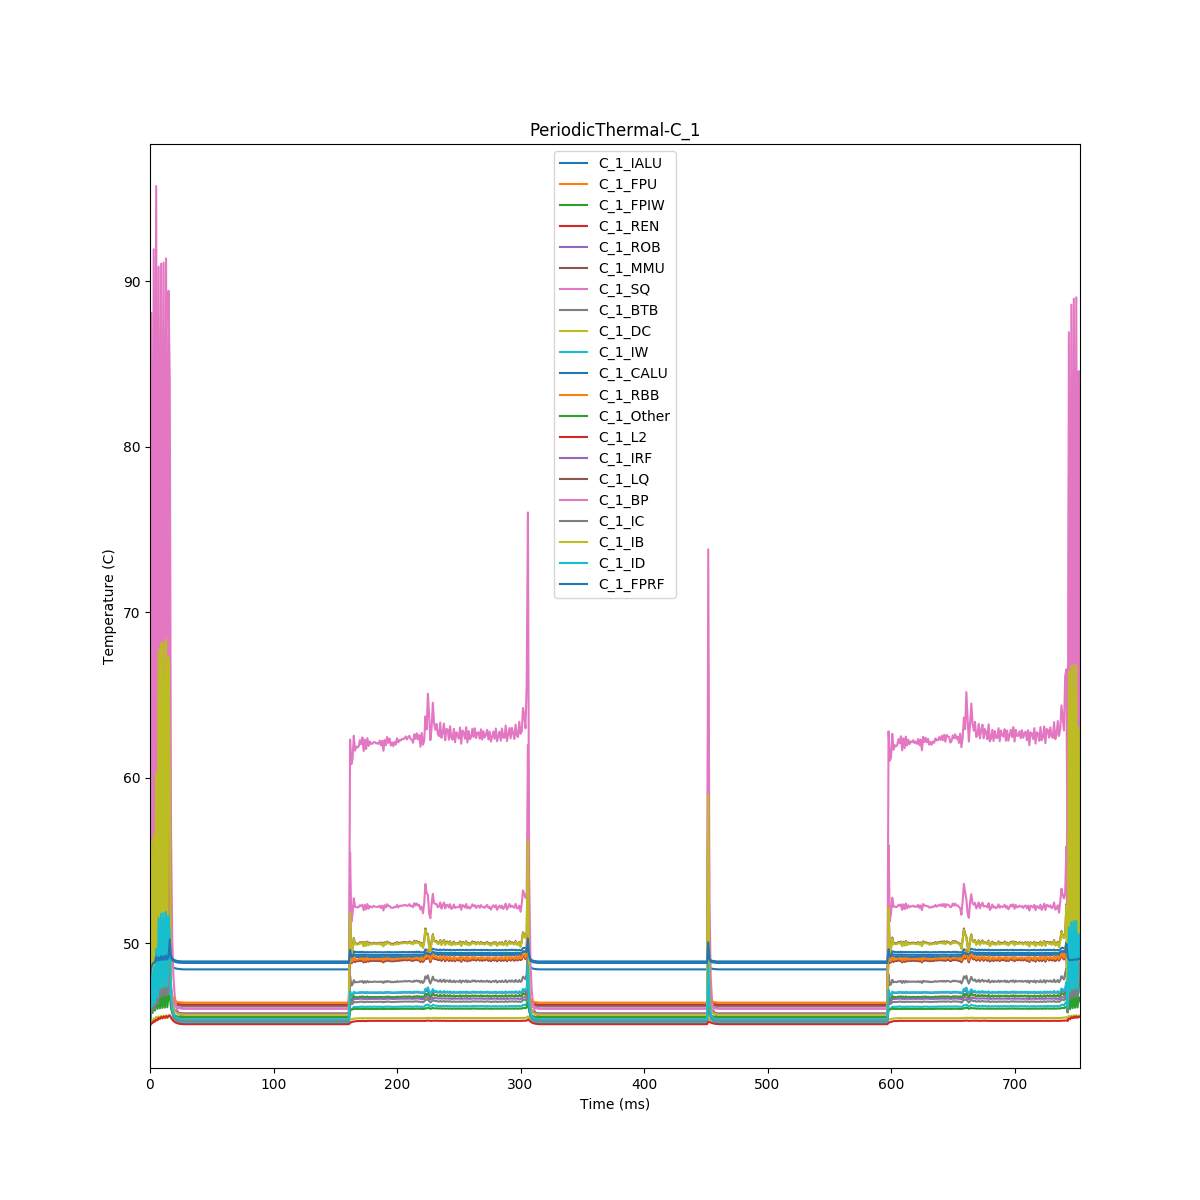 PeriodicThermal-C_1
C_1_IALU
C_1_FPU
C_1_FPIW
C_1_REN
C_1_ROB
C_1_MMU
C_1_SQ
C_1_BTB
C_1_DC
C_1_IW
C_1_CALU
C_1_RBB
C_1_Other
C_1_L2
C_1_IRF
C_1_LQ
C_1_BP
C_1_IC
C_1_IB
C_1_ID
C_1_FPRF
90
80
70
60
50
Temperature (C)
0 100 200 300 400 500 600 700
Time (ms)